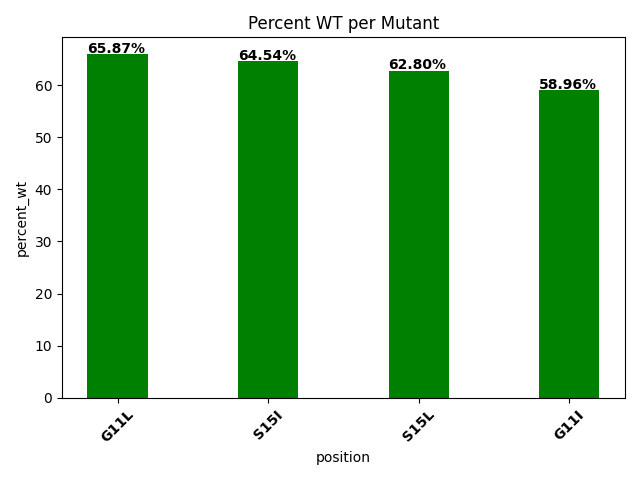 Percent WT per Mutant
65.87%
64.54%
62.80%
58.96%
percent_wt
60
50
40
30
20
10
0
G11L
S15I
S15L
G11I
position